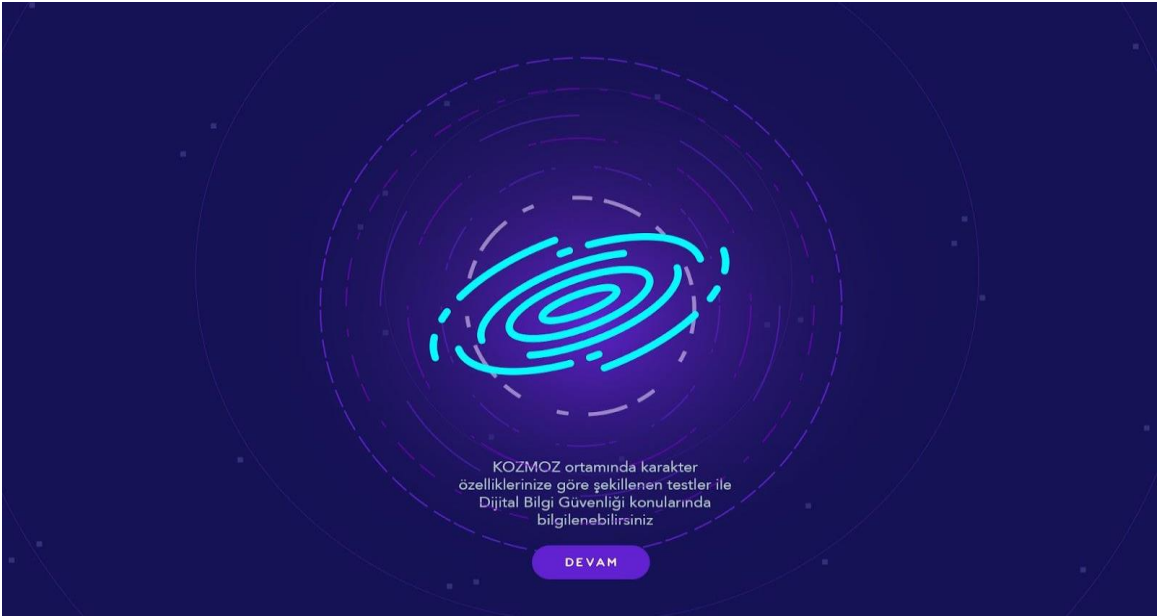 KOZMOZ ortamında karakter
özelliklerinize göre şekillenen testler ile
Dijital Bilgi Güvenliği konularında
bilgilenebilirsiniz
DEVAM